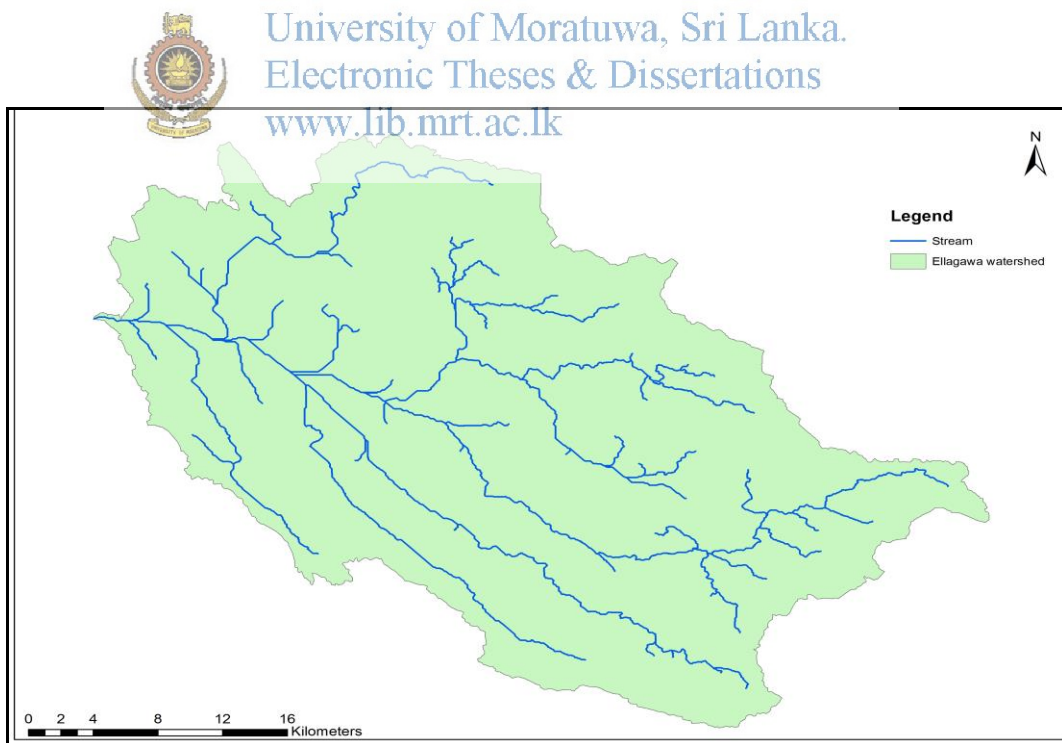 University of Moratuwa, Sri Lanka.
Electronic Theses & Dissertations
www.lib.mrt.ac.lk
N
Legend
Stream
Ellagawa watershed
0 2 4 8 12 16
Kilometers